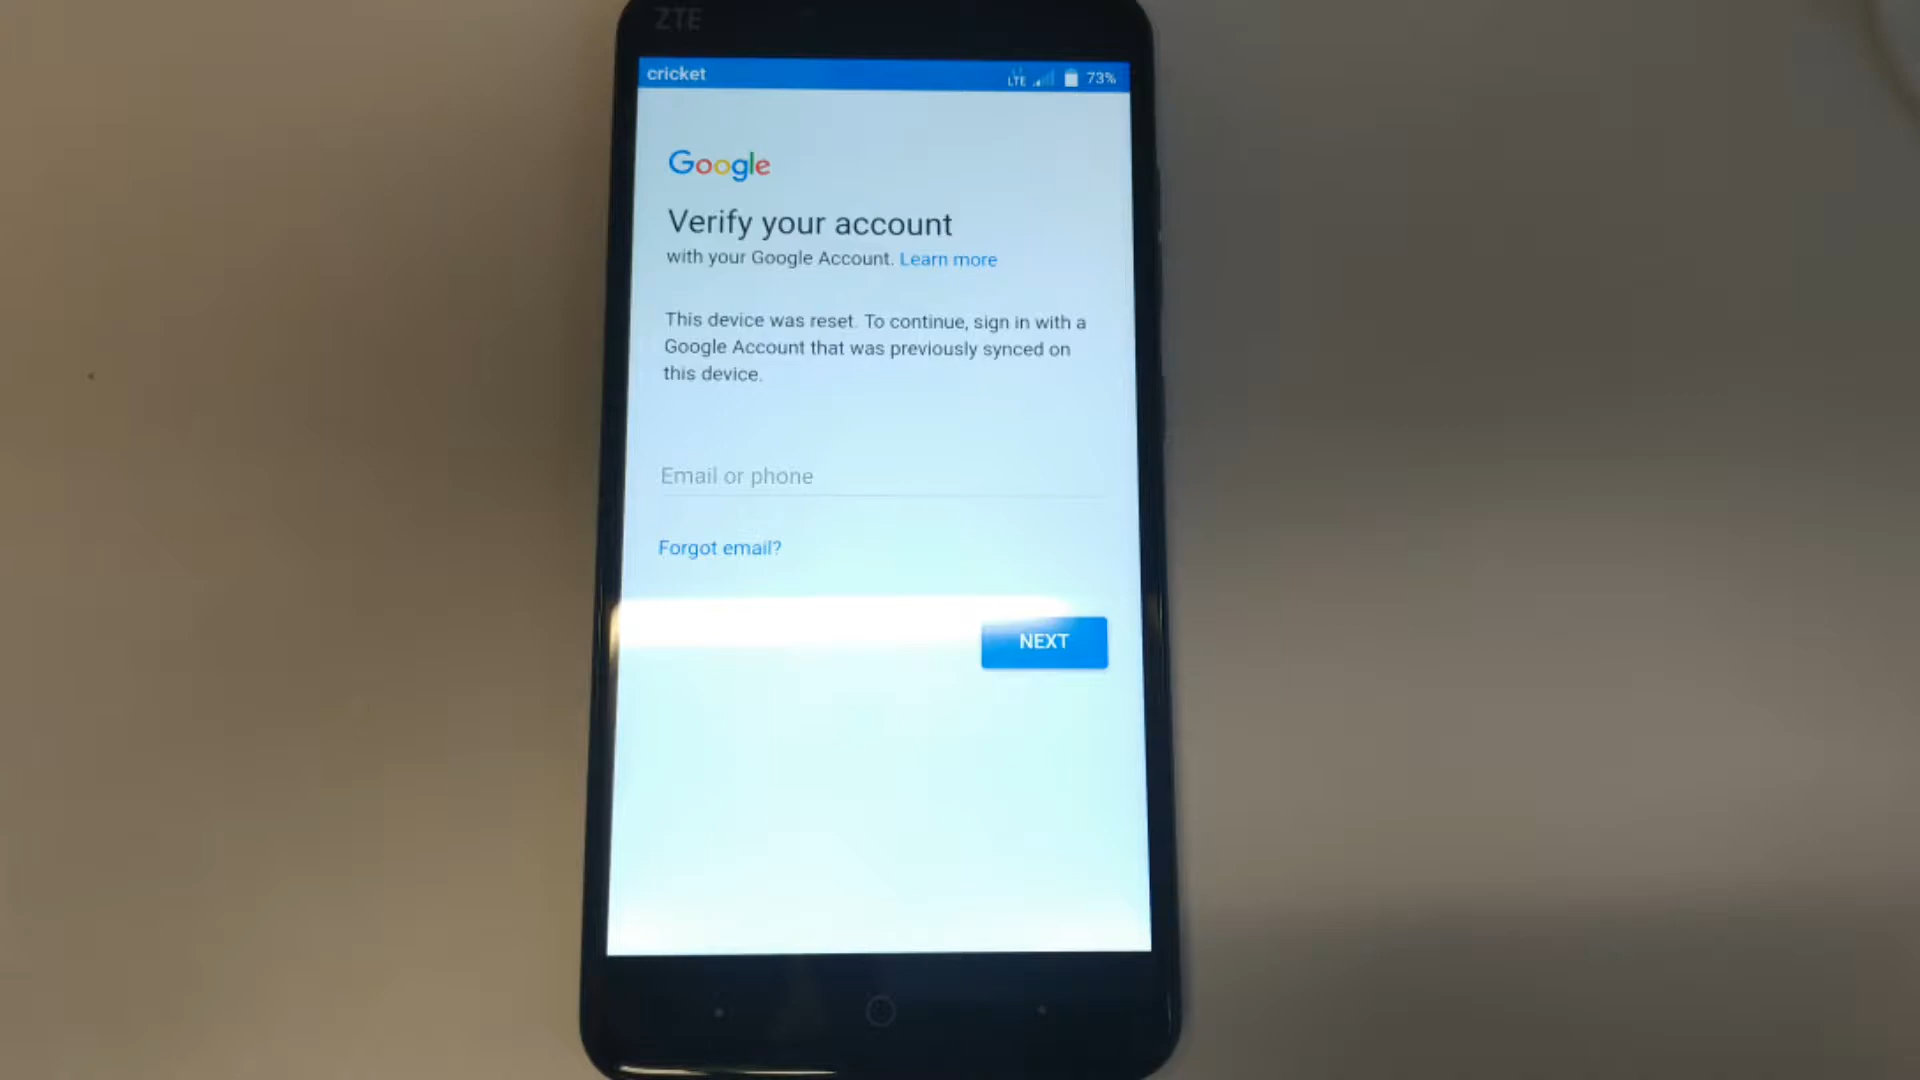 ZTE
cricket
LTE 73%
Google
Verify your account
with your Google Account. Learn more
This device was reset. To continue, sign in with a
Google Account that was previously synced on
this device.
Email or phone
Forgot email?
NEXT